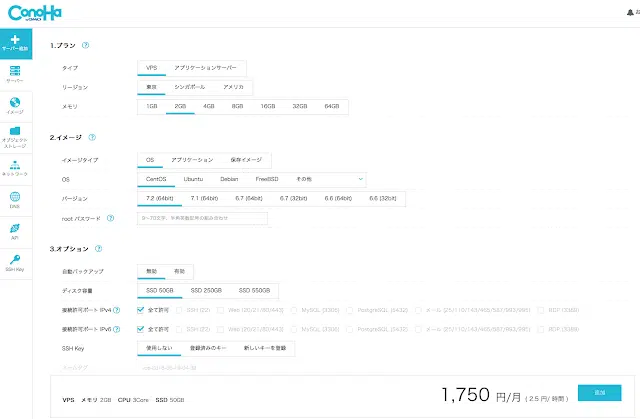 ConoHa
by GMO
お
サーバー追加
サーバー
イメージ
オブジェクト
ストレージ
ネットワーク
DNS
API
SSH Key
1.プラン ?
タイプ VPS アプリケーションサーバー
リージョン 東京 シンガポール アメリカ
メモリ 1GB 2GB 4GB 8GB 16GB 32GB 64GB
2.イメージ ?
イメージタイプ OS アプリケーション 保存イメージ
OS CentOS Ubuntu Debian FreeBSD その他
バージョン 7.2 (64bit) 7.1 (64bit) 6.7 (64bit) 6.7 (32bit) 6.6 (64bit) 6.6 (32bit)
root パスワード ?
3.オプション ?
自動バックアップ 無効 有効
ディスク容量 SSD 50GB SSD 250GB SSD 550GB
接続許可ポート IPv4 ? 全て許可 SSH [22] Web [20/21/80/443] MySQL [3306] PostgreSQL [5432] メール [25/110/143/465/587/993/995] RDP [3389]
接続許可ポート IPv6 ? 全て許可 SSH [22] Web [20/21/80/443] MySQL [3306] PostgreSQL [5432] メール [25/110/143/465/587/993/995] RDP [3389]
SSH Key 使用しない 登録済みのキー 新しいキーを登録
ネームタグ
VPS メモリ 2GB CPU 3Core SSD 50GB 1,750 円/月 ( 2.5 円/ 時間 ) 追加